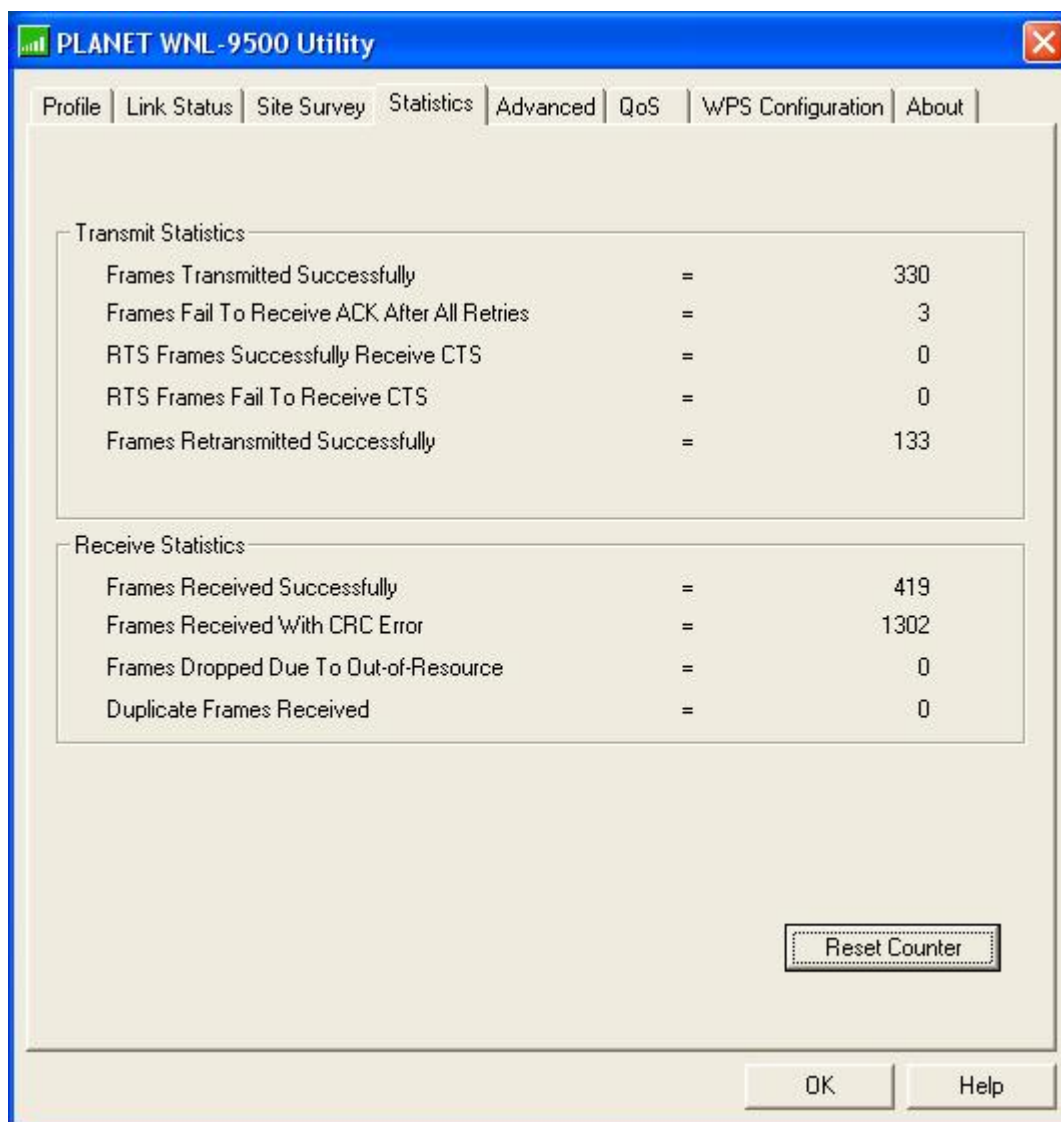 PLANET WNL-9500 Utility
Profile Link Status Site Survey Statistics Advanced QoS WPS Configuration About
Transmit Statistics
Frames Transmitted Successfully = 330
Frames Fail To Receive ACK After All Retries = 3
RTS Frames Successfully Receive CTS = 0
RTS Frames Fail To Receive CTS = 0
Frames Retransmitted Successfully = 133
Receive Statistics
Frames Received Successfully = 419
Frames Received With CRC Error = 1302
Frames Dropped Due To Out-of-Resource = 0
Duplicate Frames Received = 0
Reset Counter
OK Help